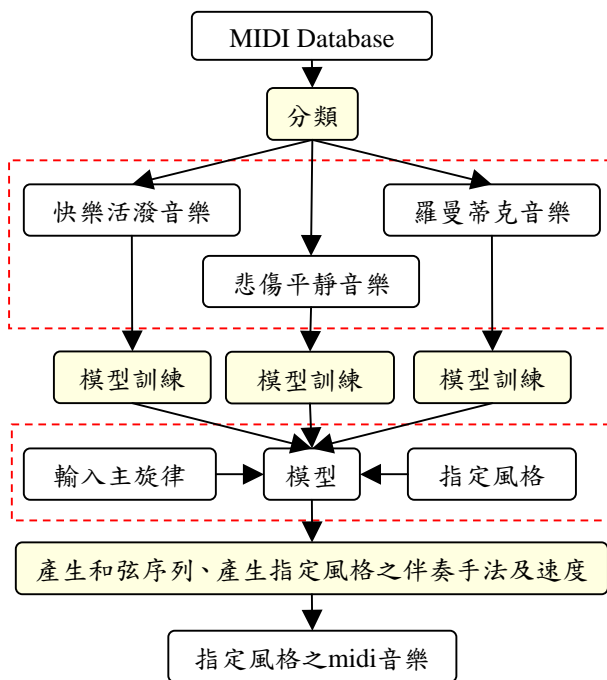 MIDI Database
分類
快樂活潑音樂
羅曼蒂克音樂
悲傷平靜音樂
模型訓練
模型訓練
模型訓練
輸入主旋律
模型
指定風格
產生和弦序列、產生指定風格之伴奏手法及速度
指定風格之midi音樂